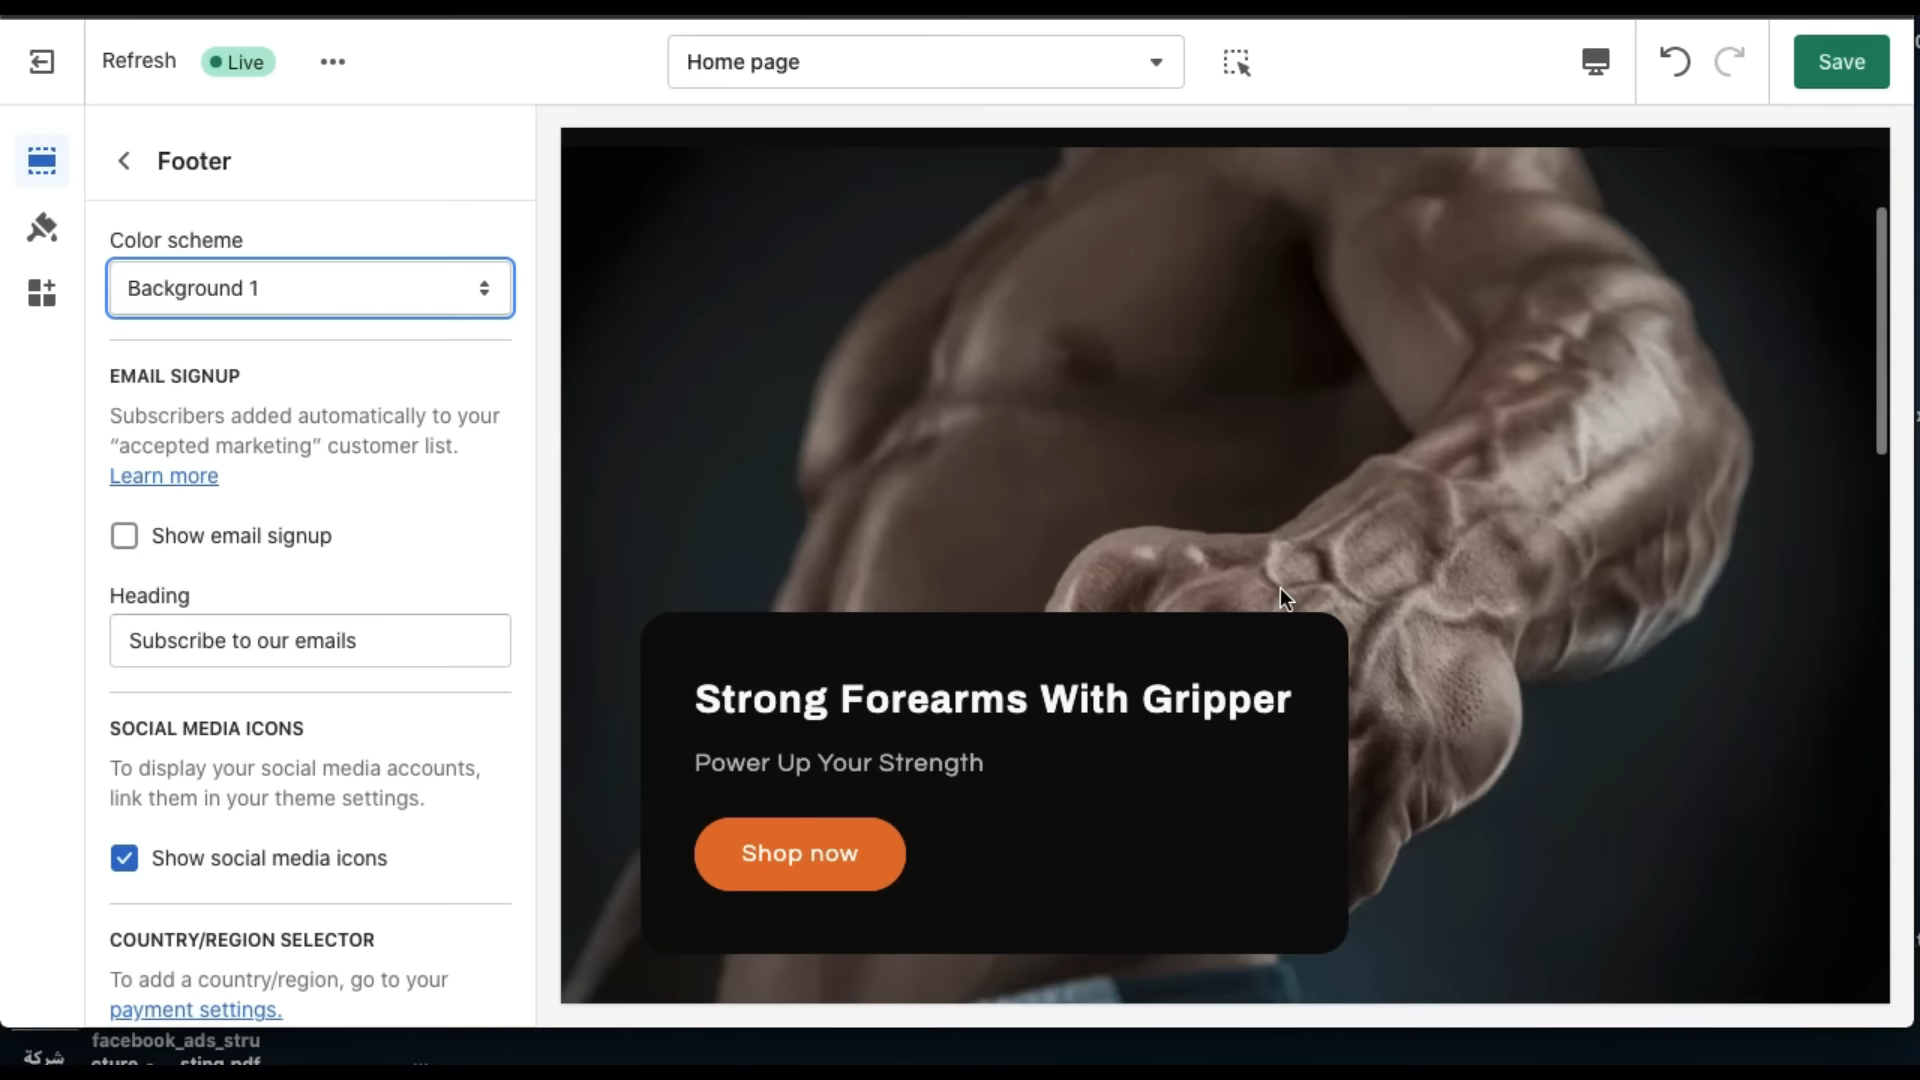 Refresh
Live
Home page
Save
Footer
Color scheme
Background 1
EMAIL SIGNUP
Subscribers added automatically to your
“accepted marketing” customer list.
Learn more
Show email signup
Heading
Subscribe to our emails
SOCIAL MEDIA ICONS
To display your social media accounts,
link them in your theme settings.
Show social media icons
COUNTRY/REGION SELECTOR
To add a country/region, go to your
payment settings.
Strong Forearms With Gripper
Power Up Your Strength
Shop now
شركة
facebook_ads_stru